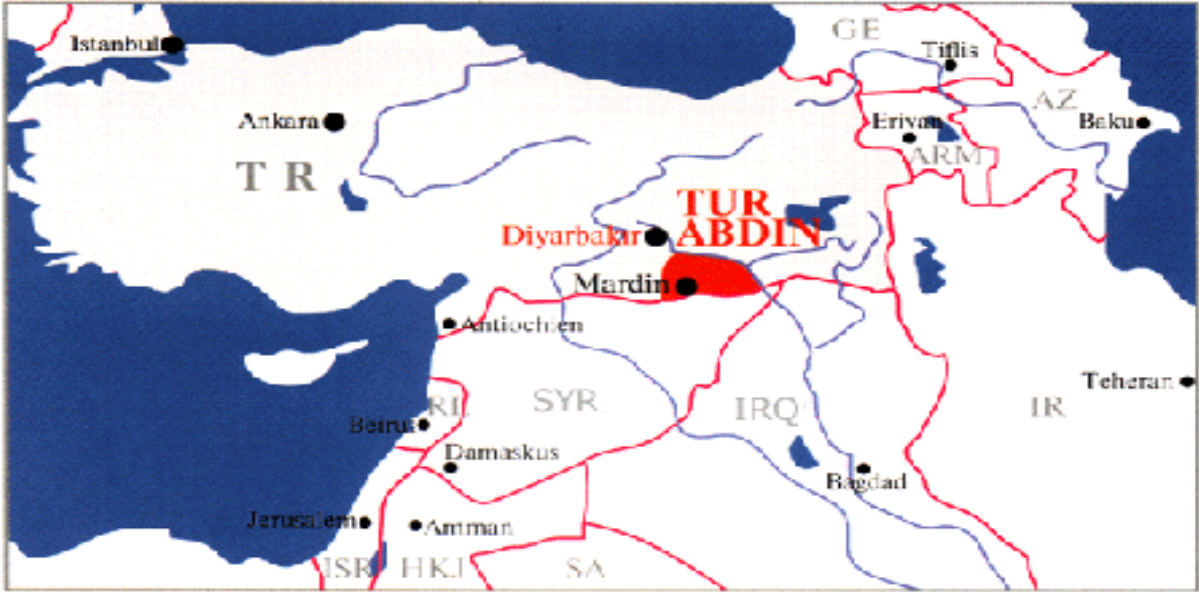 GE
Istanbul
Tiflis
AZ
Ankara
Erivan
Baku
ARM
T R
TUR
ABDIN
Diyarbakır
Mardin
Antiochien
Teheran
RL
SYR
IRQ
IR
Beirut
Damaskus
Bagdad
Jerusalem
Amman
ISR
HKJ
SA